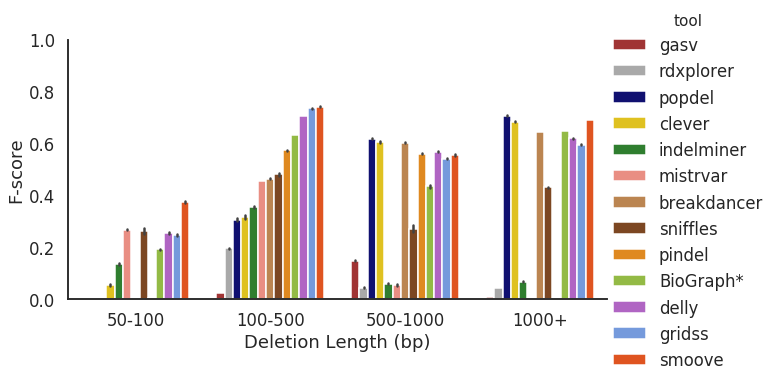 tool
gasv
rdxplorer
popdel
clever
indelminer
mistrvar
breakdancer
sniffles
pindel
BioGraph*
delly
gridss
smoove
F-score
1.0
0.8
0.6
0.4
0.2
0.0
50-100 100-500 500-1000 1000+
Deletion Length (bp)